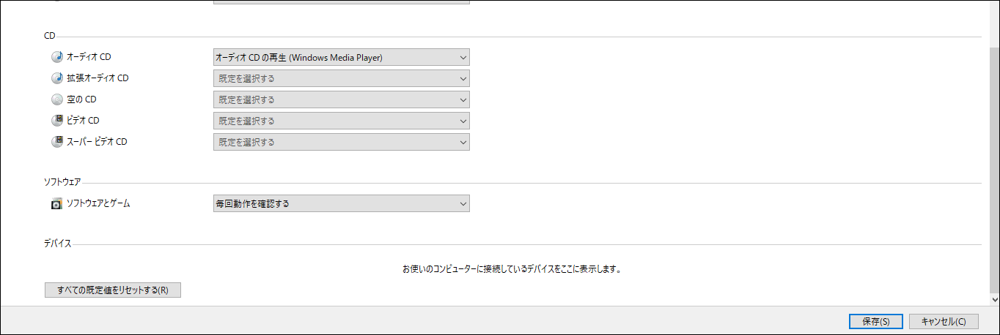 CD
オーディオ CD
オーディオ CD の再生 (Windows Media Player)
拡張オーディオ CD
既定を選択する
空の CD
既定を選択する
ビデオ CD
既定を選択する
スーパー ビデオ CD
既定を選択する
ソフトウェア
ソフトウェアとゲーム
毎回動作を確認する
デバイス
お使いのコンピューターに接続しているデバイスをここに表示します。
すべての既定値をリセットする(R)
保存(S)
キャンセル(C)